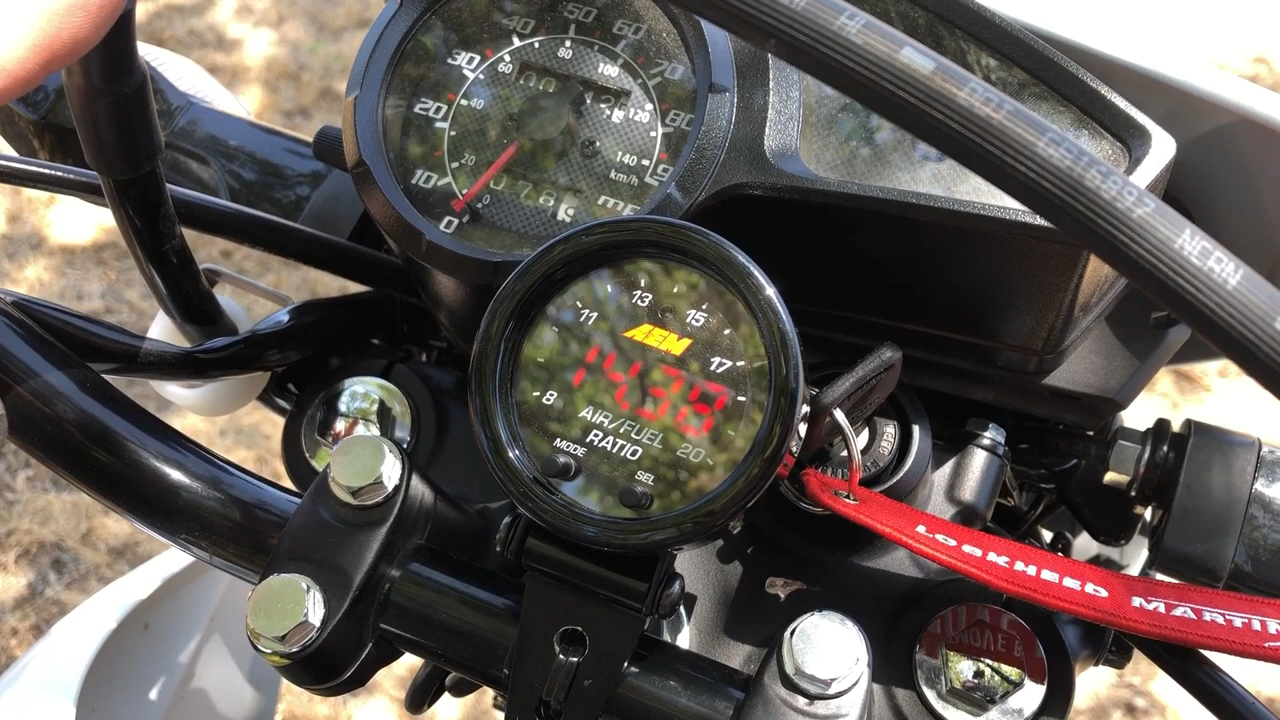 50
40 60
80
30 60 100 70
40 120
20 80
140
20 km/h
10
0
13
15
11
AEM
17
14.38
8
AIR/FUEL
RATIO 20
MODE
SEL
NCRN
LOCKHEED MARTIN